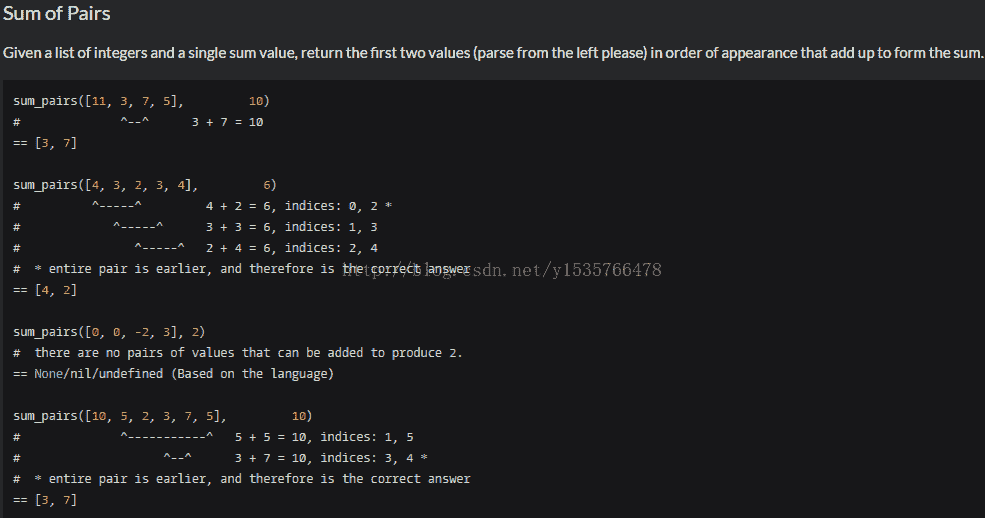 Sum of Pairs
Given a list of integers and a single sum value, return the first two values (parse from the left please) in order of appearance that add up to form the sum.
sum_pairs([11, 3, 7, 5], 10)
# ^--^ 3 + 7 = 10
== [3, 7]
sum_pairs([4, 3, 2, 3, 4], 6)
# ^-----^ 4 + 2 = 6, indices: 0, 2 *
# ^-----^ 3 + 3 = 6, indices: 1, 3
# ^-----^ 2 + 4 = 6, indices: 2, 4
# * entire pair is earlier, and therefore is the correct answer
http://blog.csdn.net/y1535766478
== [4, 2]
sum_pairs([0, 0, -2, 3], 2)
# there are no pairs of values that can be added to produce 2.
== None/nil/undefined (Based on the language)
sum_pairs([10, 5, 2, 3, 7, 5], 10)
# ^-----------^ 5 + 5 = 10, indices: 1, 5
# ^--^ 3 + 7 = 10, indices: 3, 4 *
# * entire pair is earlier, and therefore is the correct answer
== [3, 7]